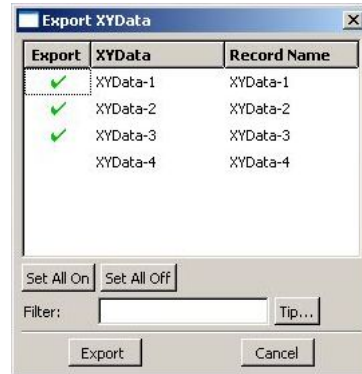 Export XYData
Export XYData Record Name
XYData-1 XYData-1
XYData-2 XYData-2
XYData-3 XYData-3
XYData-4 XYData-4
Set All On Set All Off
Filter: Tip...
Export Cancel